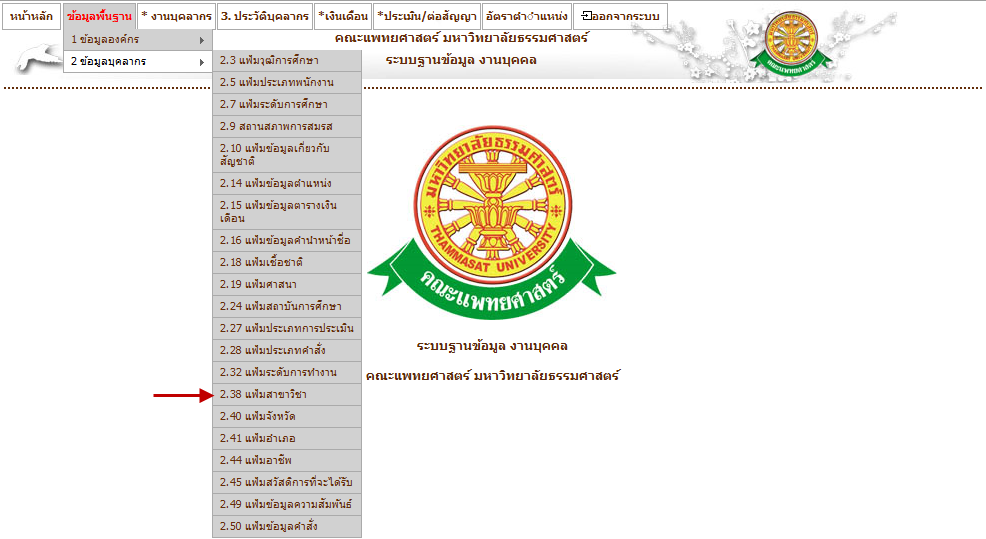 หน้าหลัก
ข้อมูลพื้นฐาน
* งานบุคลากร
3. ประวัติบุคลากร
*เงินเดือน
*ประเมิน/ต่อสัญญา
อัตราตำแหน่ง
ออกจากระบบ
คณะแพทยศาสตร์ มหาวิทยาลัยธรรมศาสตร์
ระบบฐานข้อมูล งานบุคคล
1 ข้อมูลองค์กร
2 ข้อมูลบุคลากร
2.3 แฟ้มวุฒิการศึกษา
2.5 แฟ้มประเภทพนักงาน
2.7 แฟ้มระดับการศึกษา
2.9 สถานสภาพการสมรส
2.10 แฟ้มข้อมูลเกี่ยวกับ
สัญชาติ
2.14 แฟ้มข้อมูลตำแหน่ง
2.15 แฟ้มข้อมูลตารางเงิน
เดือน
2.16 แฟ้มข้อมูลคำนำหน้าชื่อ
2.18 แฟ้มเชื้อชาติ
2.19 แฟ้มศาสนา
2.24 แฟ้มสถาบันการศึกษา
2.27 แฟ้มประเภทการประเมิน
2.28 แฟ้มประเภทคำสั่ง
2.32 แฟ้มระดับการทำงาน
2.38 แฟ้มสาขาวิชา
2.40 แฟ้มจังหวัด
2.41 แฟ้มอำเภอ
2.44 แฟ้มอาชีพ
2.45 แฟ้มสวัสดิการที่จะได้รับ
2.49 แฟ้มข้อมูลความสัมพันธ์
2.50 แฟ้มข้อมูลคำสั่ง
มหาวิทยาลัยธรรมศาสตร์
THAMMASAT UNIVERSITY
คณะแพทยศาสตร์
ระบบฐานข้อมูล งานบุคคล
คณะแพทยศาสตร์ มหาวิทยาลัยธรรมศาสตร์